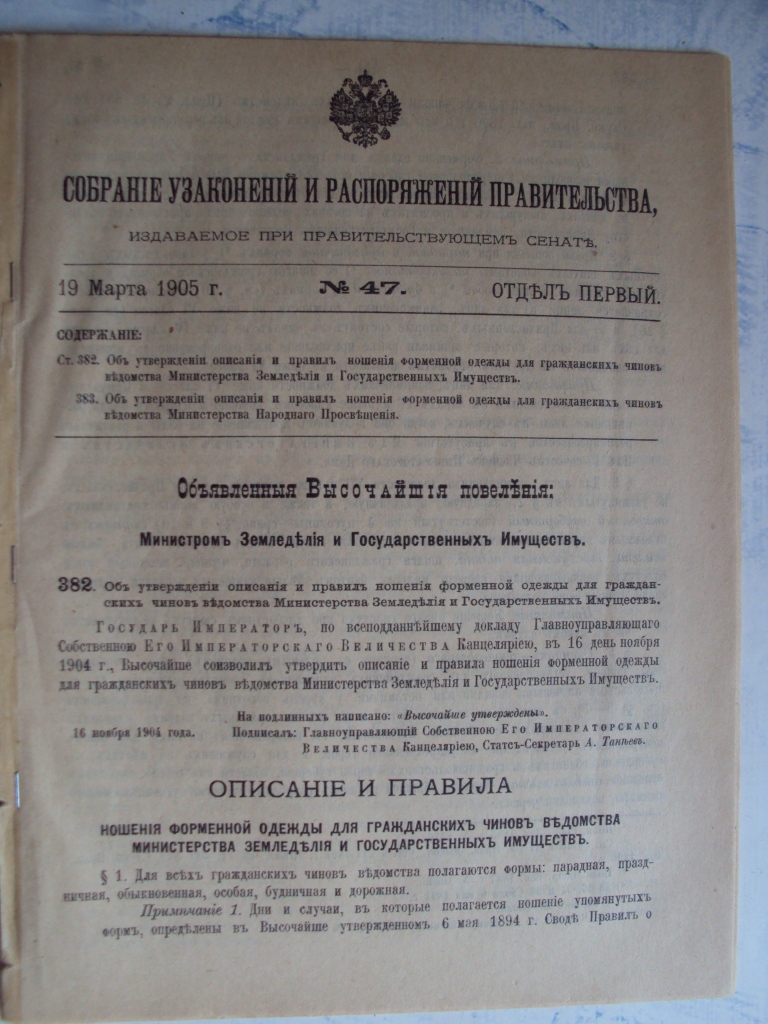 СОБРАНІЕ УЗАКОНЕНІЙ И РАСПОРЯЖЕНІЙ ПРАВИТЕЛЬСТВА,
ИЗДАВАЕМОЕ ПРИ ПРАВИТЕЛЬСТВУЮЩЕМЪ СЕНАТѢ.
19 Марта 1905 г. № 47. ОТДѢЛЪ ПЕРВЫЙ.
СОДЕРЖАНІЕ:
Ст. 382. Объ утвержденіи описанія и правилъ ношенія форменной одежды для гражданскихъ чиновъ
вѣдомства Министерства Земледѣлія и Государственныхъ Имуществъ.
383. Объ утвержденіи описанія и правилъ ношенія форменной одежды для гражданскихъ чиновъ
вѣдомства Министерства Народнаго Просвѣщенія.
Объявленныя Высочайшія повелѣнія:
Министромъ Земледѣлія и Государственныхъ Имуществъ.
382. Объ утвержденіи описанія и правилъ ношенія форменной одежды для граждан-
скихъ чиновъ вѣдомства Министерства Земледѣлія и Государственныхъ Имуществъ.
Государь Императоръ, по всеподданнѣйшему докладу Главноуправляющаго
Собственною Его Императорскаго Величества Канцеляріею, въ 16 день ноября
1904 г., Высочайше соизволилъ утвердить описаніе и правила ношенія форменной одежды
для гражданскихъ чиновъ вѣдомства Министерства Земледѣлія и Государственныхъ Имуществъ.
На подлинныхъ написано: «Высочайше утверждены».
16 ноября 1904 года. Подписалъ: Главноуправляющій Собственною Его Императорскаго
Величества Канцеляріею, Статсъ-Секретарь А. Танѣевъ.
ОПИСАНІЕ И ПРАВИЛА
НОШЕНІЯ ФОРМЕННОЙ ОДЕЖДЫ ДЛЯ ГРАЖДАНСКИХЪ ЧИНОВЪ ВѢДОМСТВА
МИНИСТЕРСТВА ЗЕМЛЕДѢЛІЯ И ГОСУДАРСТВЕННЫХЪ ИМУЩЕСТВЪ.
§ 1. Для всѣхъ гражданскихъ чиновъ вѣдомства полагаются формы: парадная, празд-
ничная, обыкновенная, особая, будничная и дорожная.
Примѣчаніе 1. Дни и случаи, въ которые полагается ношеніе упомянутыхъ
формъ, опредѣлены въ Высочайше утвержденномъ 6 мая 1894 г. Сводѣ Правилъ о